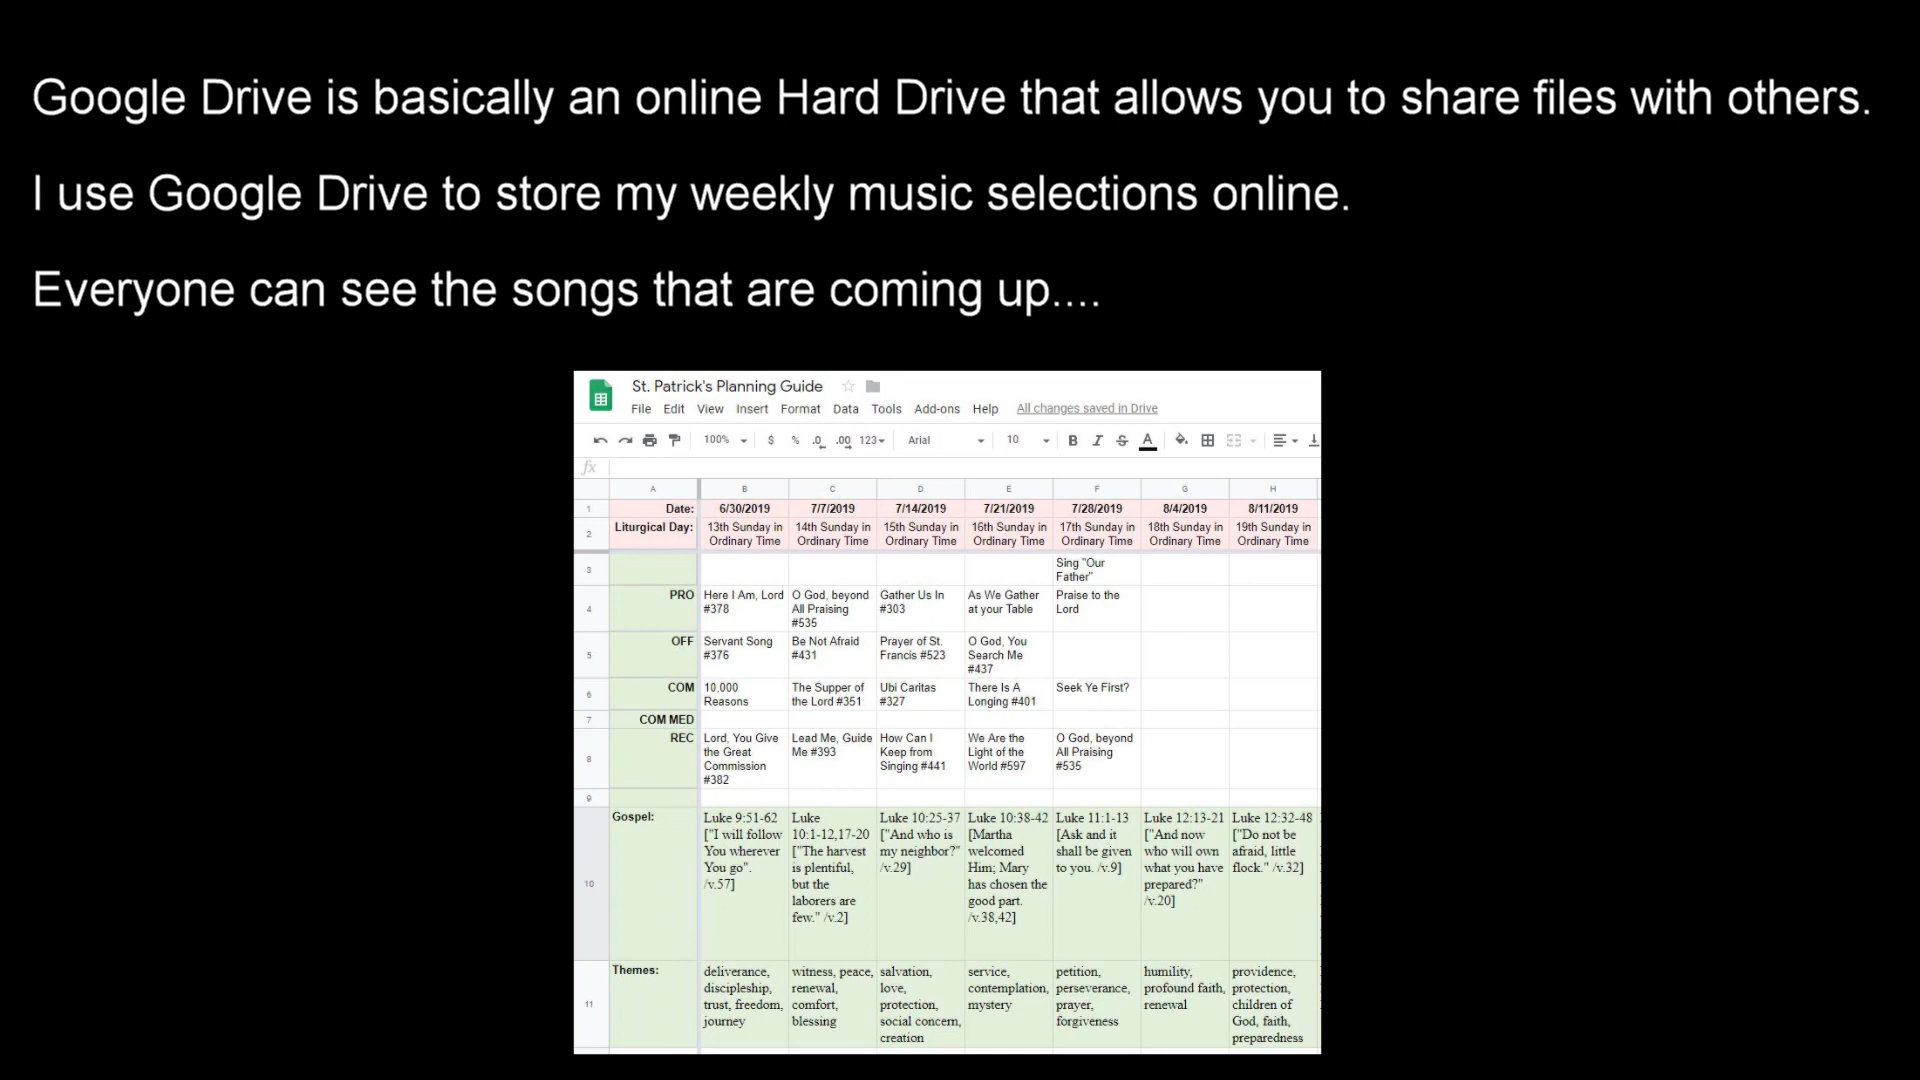 Google Drive is basically an online Hard Drive that allows you to share files with others.
I use Google Drive to store my weekly music selections online.
Everyone can see the songs that are coming up....
St. Patrick's Planning Guide
File Edit View Insert Format Data Tools Add-ons Help All changes saved in Drive
100% $ % .0 .00 123 Arial 10 B I S A
fx
A B C D E F G H
1 Date: 6/30/2019 7/7/2019 7/14/2019 7/21/2019 7/28/2019 8/4/2019 8/11/2019
2 Liturgical Day: 13th Sunday in 14th Sunday in 15th Sunday in 16th Sunday in 17th Sunday in 18th Sunday in 19th Sunday in
Ordinary Time Ordinary Time Ordinary Time Ordinary Time Ordinary Time Ordinary Time Ordinary Time
3 Sing "Our
Father"
4 PRO Here I Am, Lord O God, beyond Gather Us In As We Gather Praise to the
#378 All Praising #303 at your Table Lord
#535
5 OFF Servant Song Be Not Afraid Prayer of St. O God, You
#376 #431 Francis #523 Search Me
#437
6 COM 10,000 The Supper of Ubi Caritas There Is A Seek Ye First?
Reasons the Lord #351 #327 Longing #401
7 COM MED
8 REC Lord, You Give Lead Me, Guide How Can I We Are the O God, beyond
the Great Me #393 Keep from Light of the All Praising
Commission Singing #441 World #597 #535
#382
9
10 Gospel: Luke 9:51-62 Luke Luke 10:25-37 Luke 10:38-42 Luke 11:1-13 Luke 12:13-21 Luke 12:32-48
["I will follow 10:1-12,17-20 ["And who is [Martha [Ask and it ["And now ["Do not be
You wherever ["The harvest my neighbor?" welcomed shall be given who will own afraid, little
You go". is plentiful, /v.29] Him; Mary to you. /v.9] what you have flock." /v.32]
/v.57] but the has chosen the prepared?"
laborers are good part. /v.20]
few." /v.2] /v.38,42]
11 Themes: deliverance, witness, peace, salvation, service, petition, humility, providence,
discipleship, renewal, love, contemplation, perseverance, profound faith, protection,
trust, freedom, comfort, protection, mystery prayer, renewal children of
journey blessing social concern, forgiveness God, faith,
creation preparedness